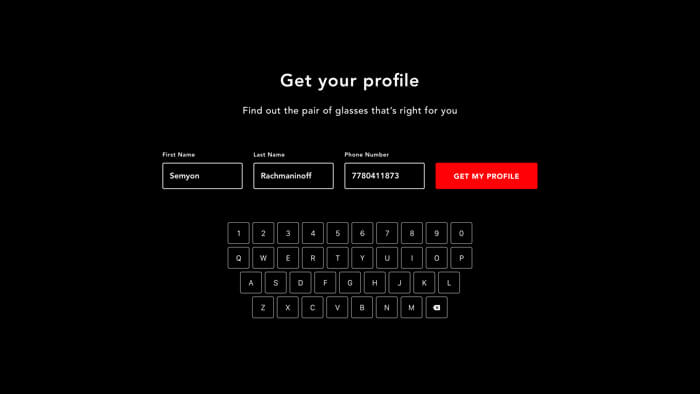 Get your profile
Find out the pair of glasses that's right for you
First Name Last Name Phone Number
Semyon Rachmaninoff 7780411873 GET MY PROFILE
1 2 3 4 5 6 7 8 9 0
Q W E R T Y U I O P
A S D F G H J K L
Z X C V B N M